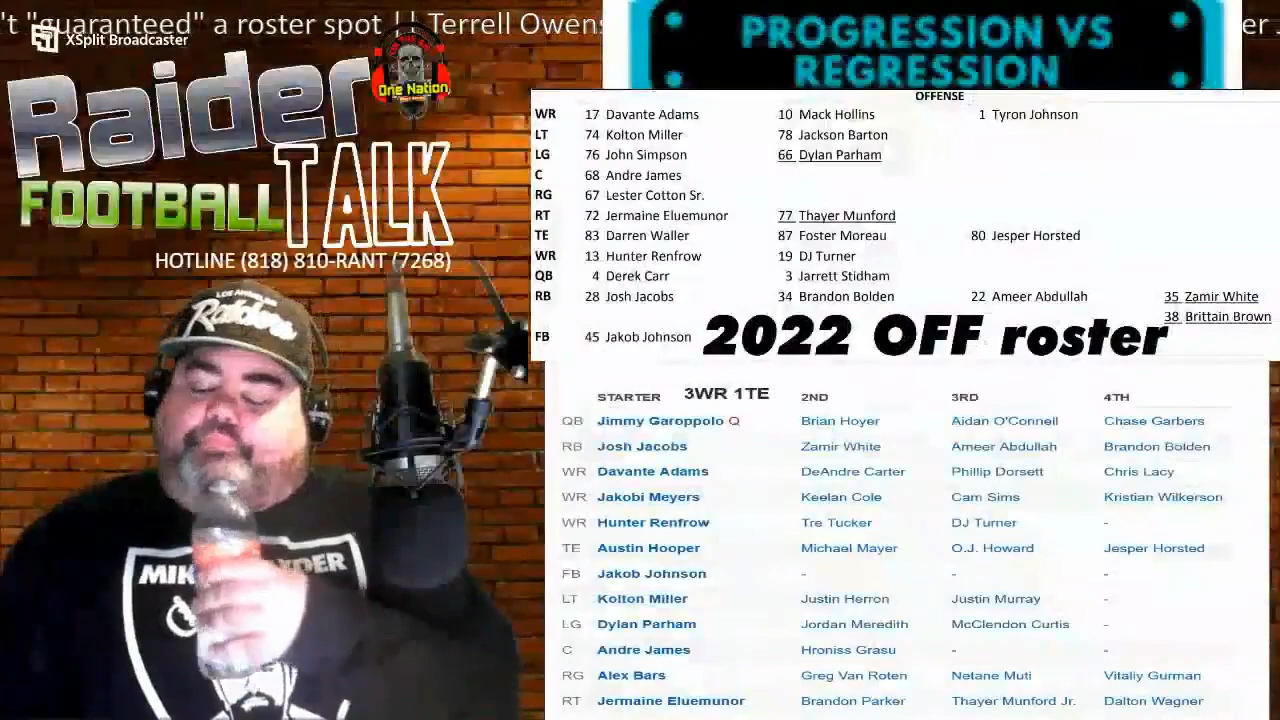 't "guaranteed" a roster spot || Terrell Owens
er
XSplit Broadcaster
Raider
One Nation
FOOTBALL
TALK
HOTLINE (818) 810-RANT (7268)
LOS ANGELES
Raiders
PROGRESSION VS
REGRESSION
OFFENSE
WR 17 Davante Adams 10 Mack Hollins 1 Tyron Johnson
LT 74 Kolton Miller 78 Jackson Barton
LG 76 John Simpson 66 Dylan Parham
C 68 Andre James
RG 67 Lester Cotton Sr.
RT 72 Jermaine Eluemunor 77 Thayer Munford
TE 83 Darren Waller 87 Foster Moreau 80 Jesper Horsted
WR 13 Hunter Renfrow 19 DJ Turner
QB 4 Derek Carr 3 Jarrett Stidham
RB 28 Josh Jacobs 34 Brandon Bolden 22 Ameer Abdullah 35 Zamir White
38 Brittain Brown
FB 45 Jakob Johnson
2022 OFF roster
STARTER 3WR 1TE 2ND 3RD 4TH
QB Jimmy Garoppolo Q Brian Hoyer Aidan O'Connell Chase Garbers
RB Josh Jacobs Zamir White Ameer Abdullah Brandon Bolden
WR Davante Adams DeAndre Carter Phillip Dorsett Chris Lacy
WR Jakobi Meyers Keelan Cole Cam Sims Kristian Wilkerson
WR Hunter Renfrow Tre Tucker DJ Turner -
TE Austin Hooper Michael Mayer O.J. Howard Jesper Horsted
FB Jakob Johnson - - -
LT Kolton Miller Justin Herron Justin Murray -
LG Dylan Parham Jordan Meredith McClendon Curtis -
C Andre James Hroniss Grasu - -
RG Alex Bars Greg Van Roten Netane Muti Vitaliy Gurman
RT Jermaine Eluemunor Brandon Parker Thayer Munford Jr. Dalton Wagner